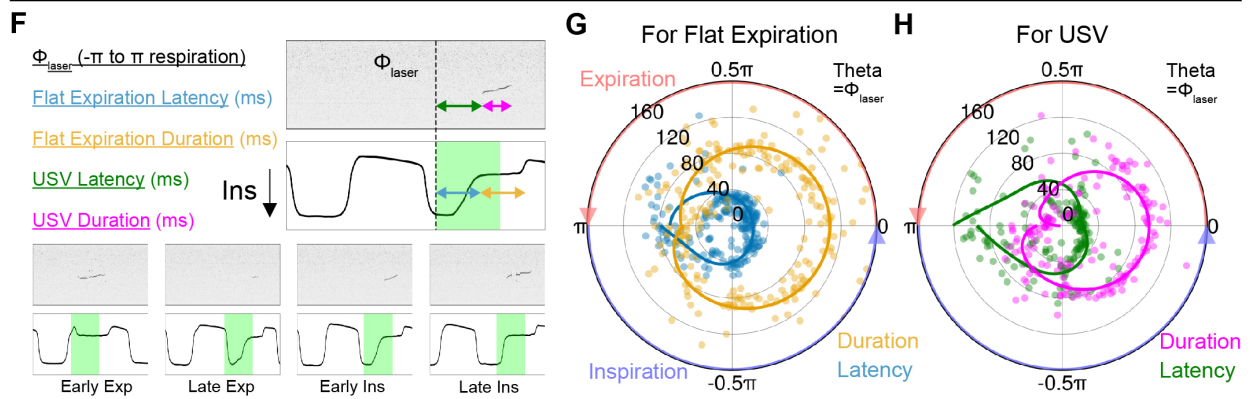 F
Φlaser (-π to π respiration)
Flat Expiration Latency (ms)
Flat Expiration Duration (ms)
USV Latency (ms)
USV Duration (ms)
Φlaser
Ins
Early Exp
Late Exp
Early Ins
Late Ins
G
For Flat Expiration
Expiration
0.5π
Theta
=Φlaser
160
120
80
40
0
π
0
Inspiration
-0.5π
Duration
Latency
H
For USV
0.5π
Theta
=Φlaser
160
120
80
40
0
π
0
-0.5π
Duration
Latency